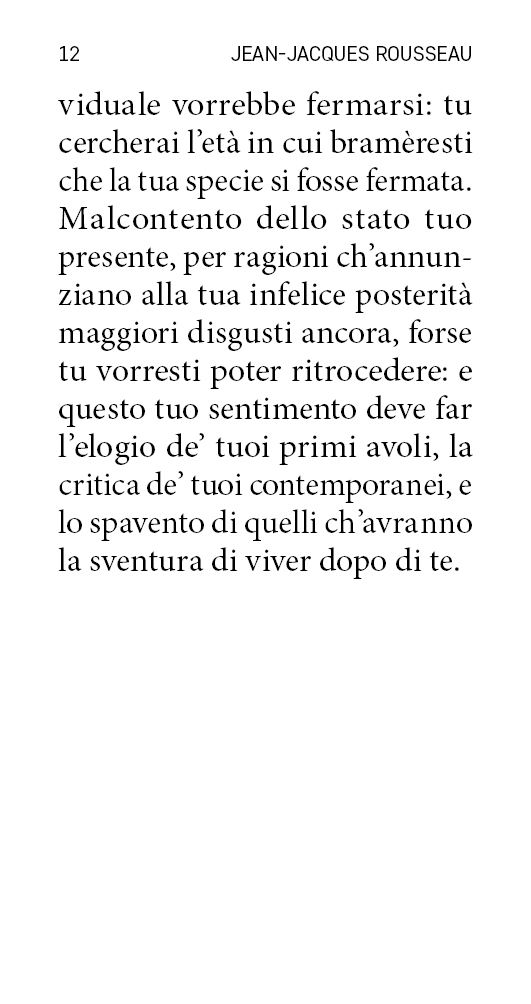 12 JEAN-JACQUES ROUSSEAU
viduale vorrebbe fermarsi: tu
cercherai l’età in cui bramèresti
che la tua specie si fosse fermata.
Malcontento dello stato tuo
presente, per ragioni ch’annun-
ziano alla tua infelice posterità
maggiori disgusti ancora, forse
tu vorresti poter ritrocedere: e
questo tuo sentimento deve far
l’elogio de’ tuoi primi avoli, la
critica de’ tuoi contemporanei, e
lo spavento di quelli ch’avranno
la sventura di viver dopo di te.